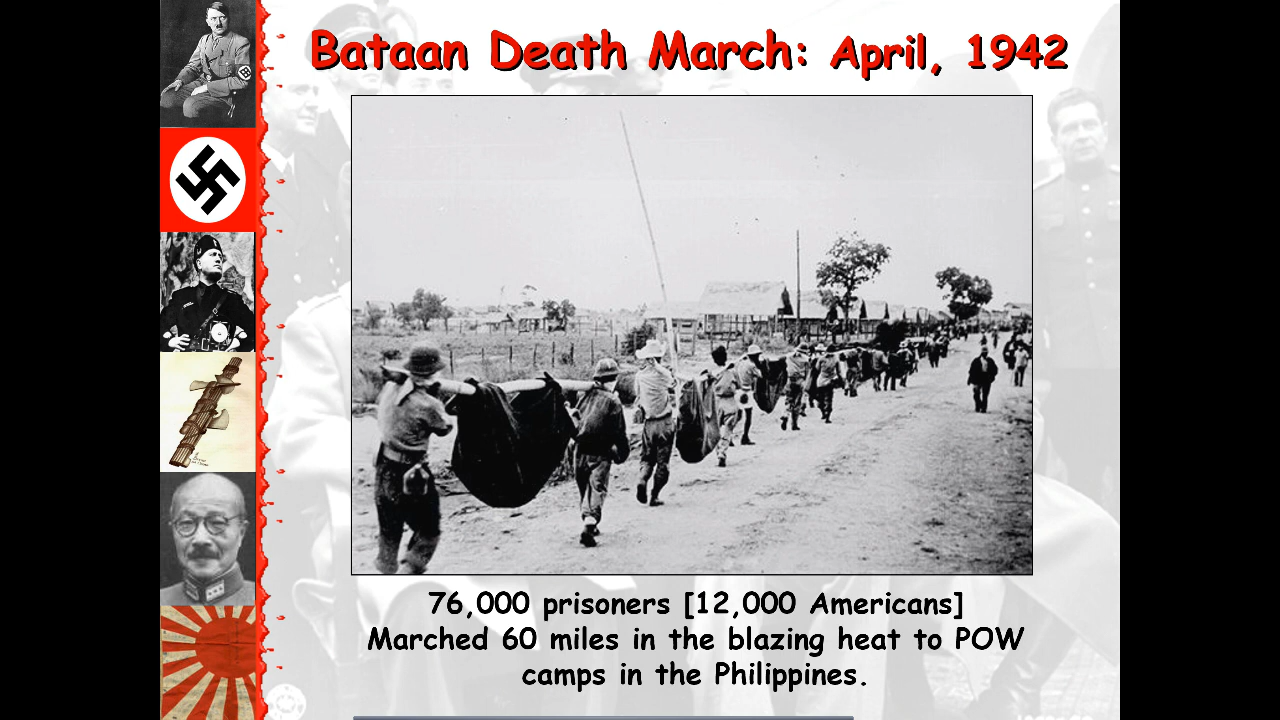 Bataan Death March: April, 1942
76,000 prisoners [12,000 Americans]
Marched 60 miles in the blazing heat to POW
camps in the Philippines.